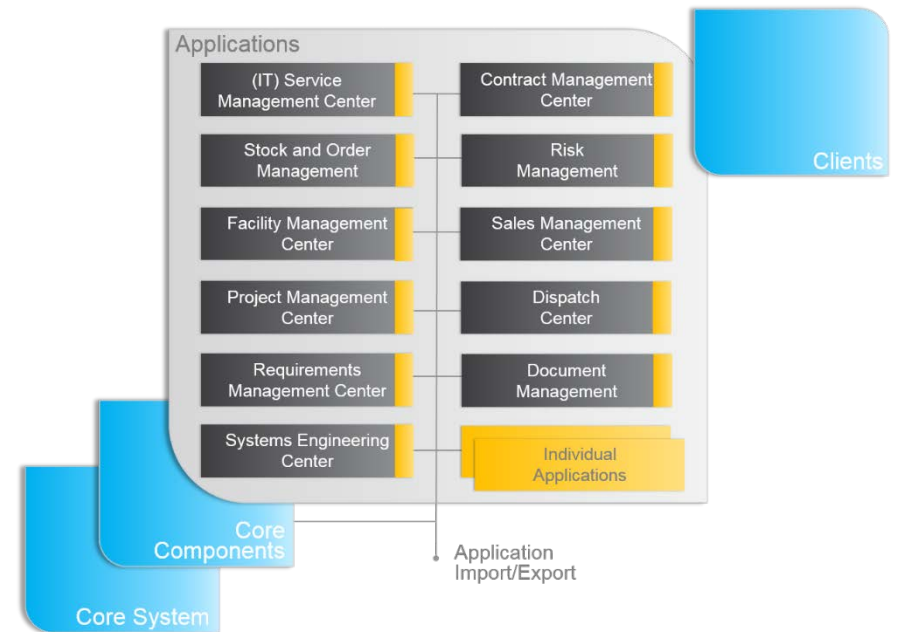 Applications
(IT) Service
Management Center
Contract Management
Center
Stock and Order
Management
Risk
Management
Clients
Facility Management
Center
Sales Management
Center
Project Management
Center
Dispatch
Center
Requirements
Management Center
Document
Management
Systems Engineering
Center
Individual
Applications
Core
Components
Application
Import/Export
Core System